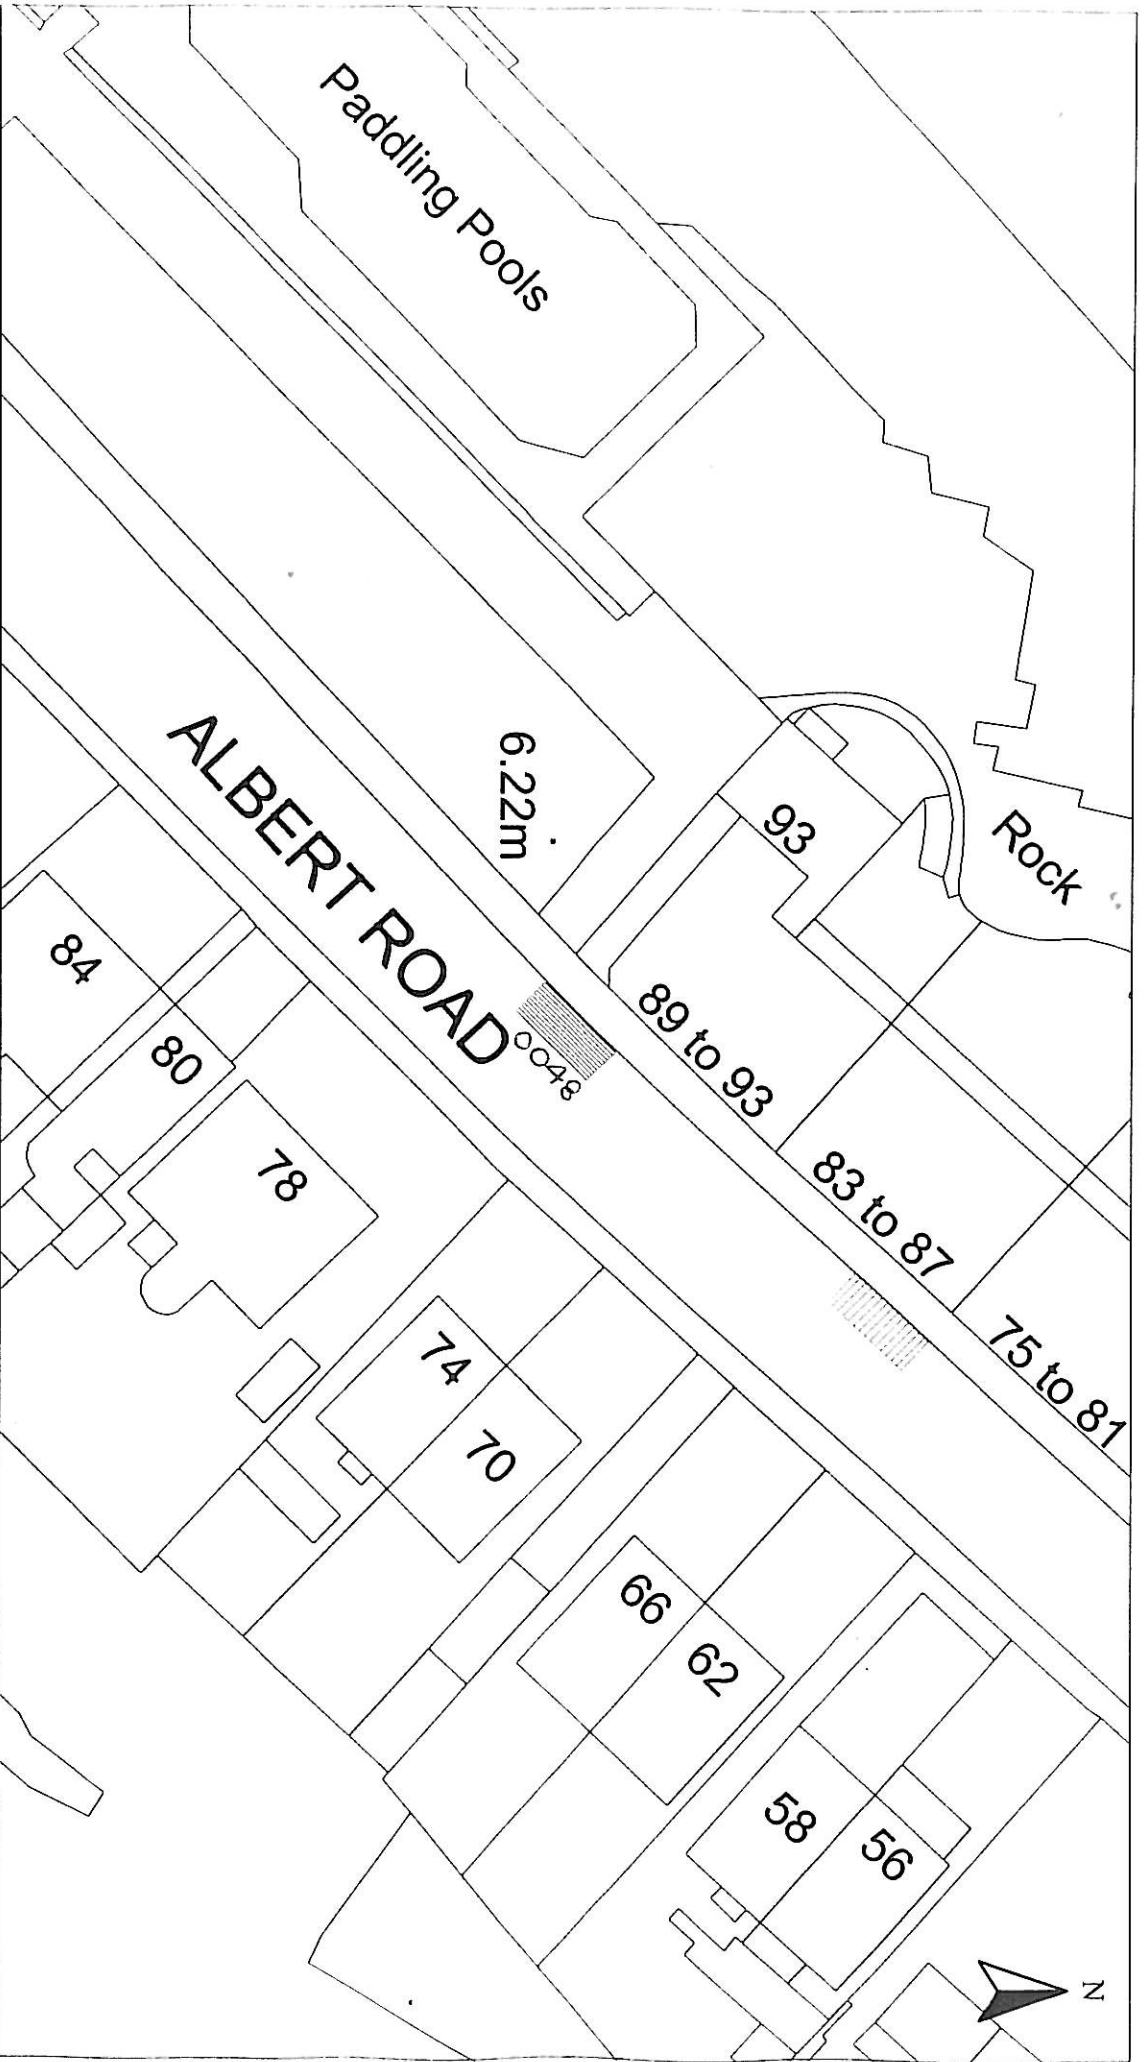 Paddling Pools
Rock
93
6.22m
ALBERT ROAD
0048
89 to 93
83 to 87
75 to 81
84
80
78
74
70
66
62
58
56
N